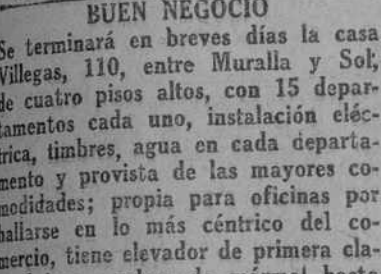 BUEN NEGOCIO
Se terminará en breves días la casa
Villegas, 110, entre Muralla y Sol;
de cuatro pisos altos, con 15 depar-
tamentos cada uno, instalación eléc-
trica, timbres, agua en cada departa-
mento y provista de las mayores co-
modidades; propia para oficinas por
hallarse en lo más céntrico del co-
mercio, tiene elevador de primera cla-